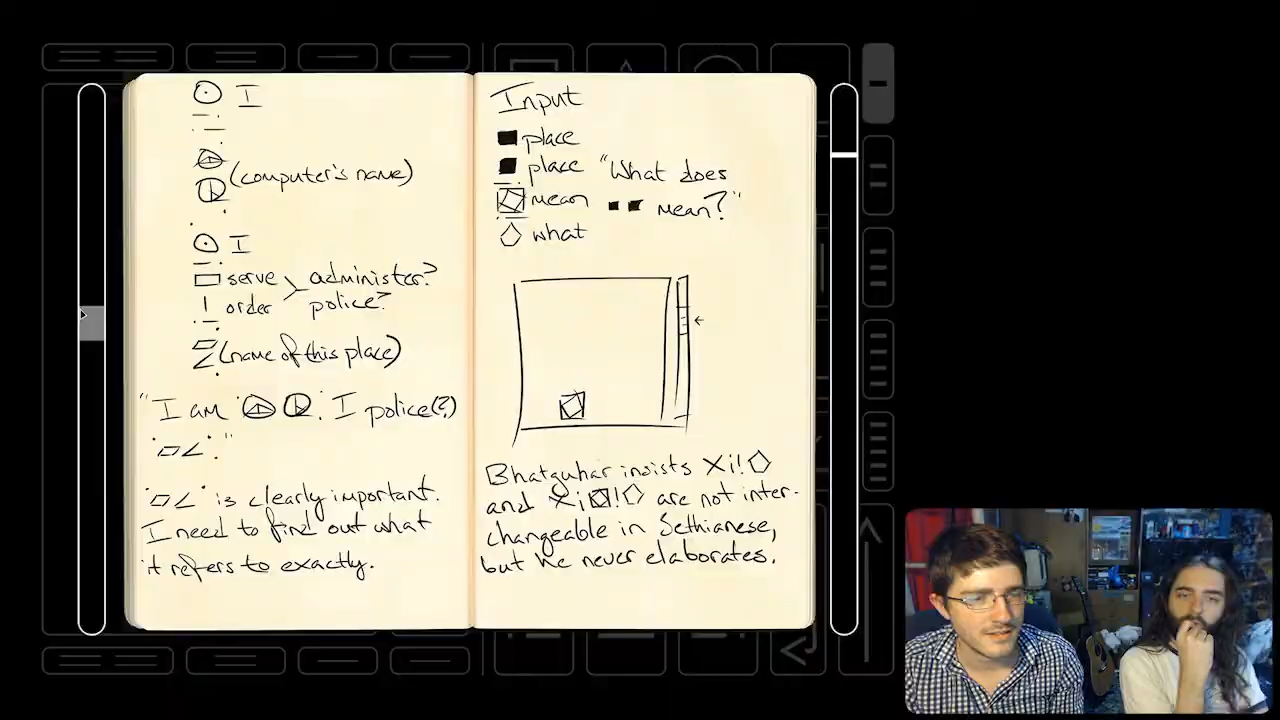 I
(computer's name)
I
serve
administer?
order
police?
(name of this place)
"I am . I police(?)
"
is clearly important.
I need to find out what
it refers to exactly.
Input
place
place
"What does
mean
mean?"
what
Bhatguhar insists
and are not inter-
changeable in Sethianese,
but he never elaborates.